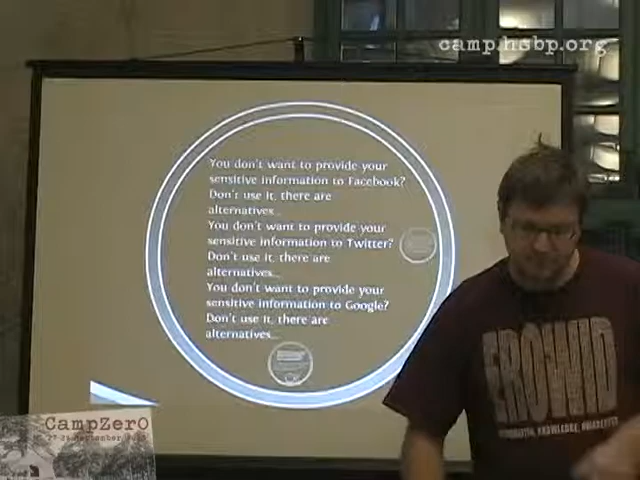 camp.hsbp.org
You don't want to provide your
sensitive information to Facebook?
Don't use it, there are
alternatives...
You don't want to provide your
sensitive information to Twitter?
Don't use it, there are
alternatives...
You don't want to provide your
sensitive information to Google?
Don't use it, there are
alternatives...
EROWID
CampZer0